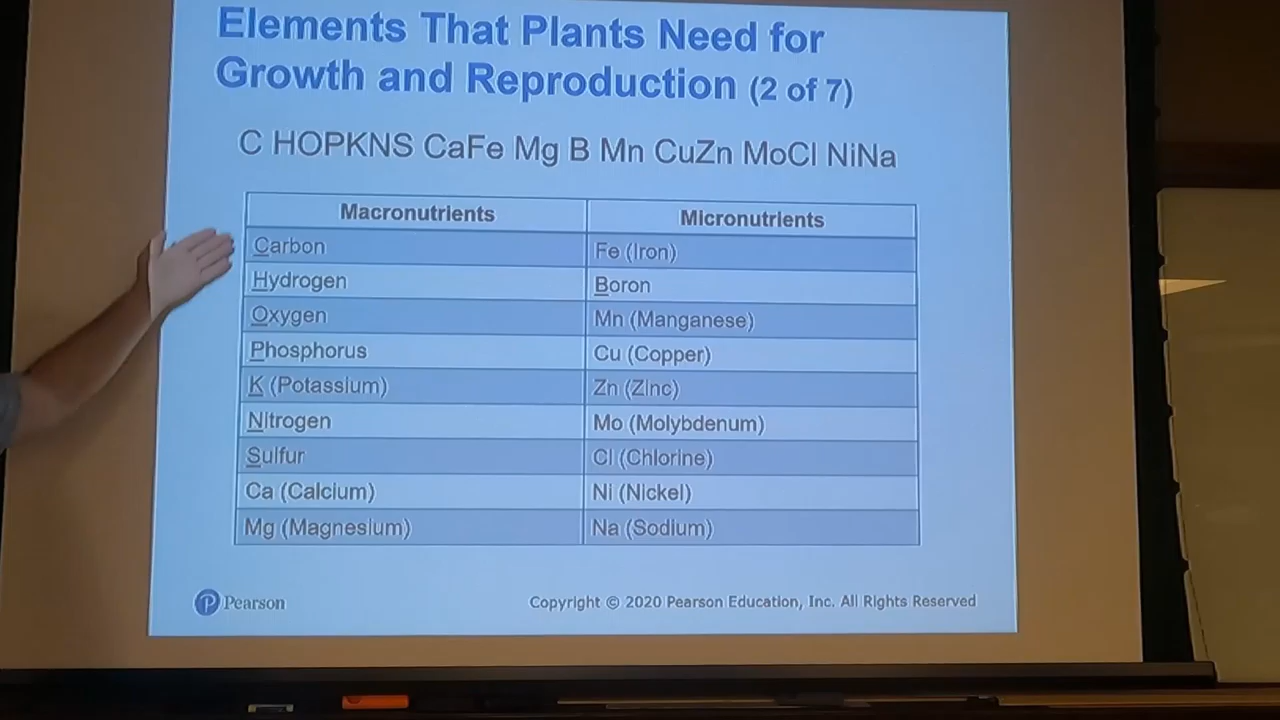 Elements That Plants Need for
Growth and Reproduction (2 of 7)
C HOPKNS CaFe Mg B Mn CuZn MoCl NiNa
Macronutrients Micronutrients
Carbon Fe (Iron)
Hydrogen Boron
Oxygen Mn (Manganese)
Phosphorus Cu (Copper)
K (Potassium) Zn (Zinc)
Nitrogen Mo (Molybdenum)
Sulfur Cl (Chlorine)
Ca (Calcium) Ni (Nickel)
Mg (Magnesium) Na (Sodium)
P Pearson Copyright © 2020 Pearson Education, Inc. All Rights Reserved